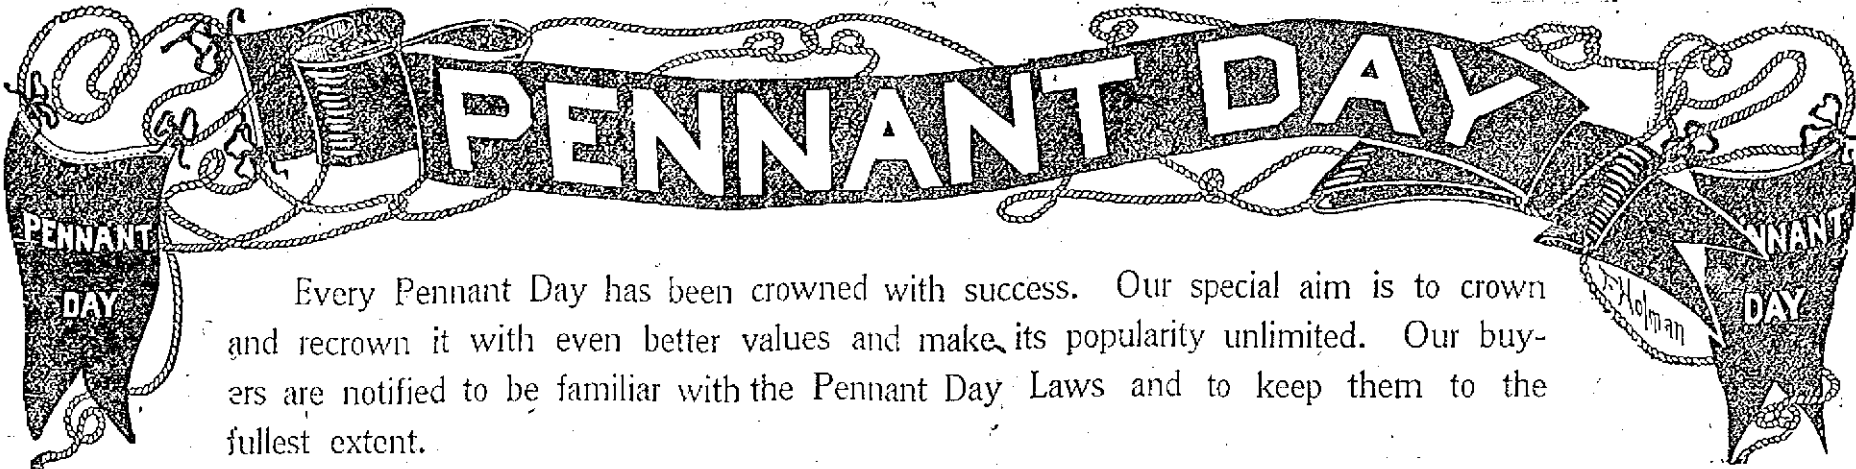 PENNANT DAY
PENNANT
DAY
NNANT
DAY
Holman
Every Pennant Day has been crowned with success. Our special aim is to crown
and recrown it with even better values and make its popularity unlimited. Our buy-
ers are notified to be familiar with the Pennant Day Laws and to keep them to the
fullest extent.